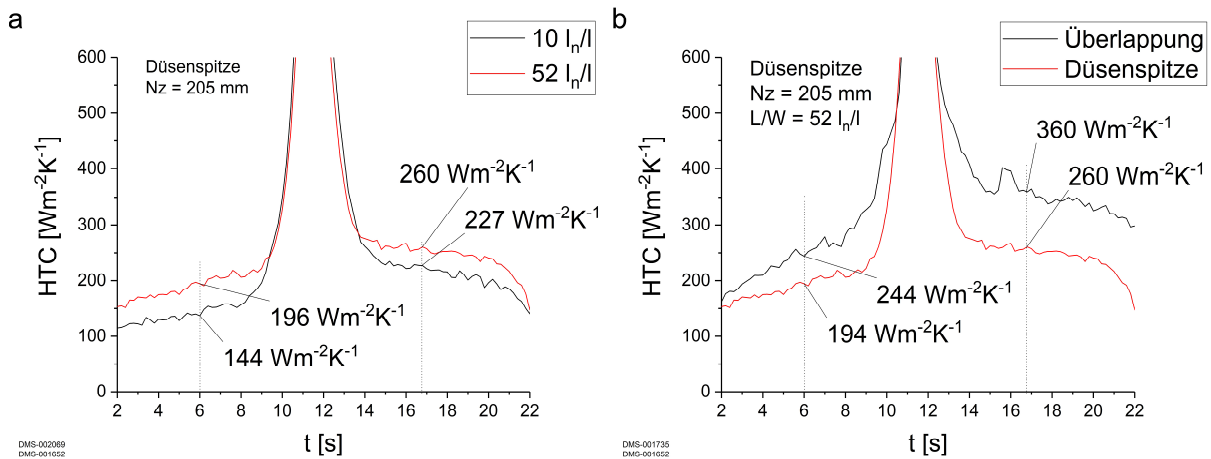 a
10 lₙ/l
52 lₙ/l
Düsenspitze
Nz = 205 mm
HTC [Wm⁻²K⁻¹]
600
500
400
300
200
100
0
260 Wm⁻²K⁻¹
227 Wm⁻²K⁻¹
196 Wm⁻²K⁻¹
144 Wm⁻²K⁻¹
2 4 6 8 10 12 14 16 18 20 22
t [s]
DMS-002069
DMG-001652
b
Überlappung
Düsenspitze
Düsenspitze
Nz = 205 mm
L/W = 52 lₙ/l
HTC [Wm⁻²K⁻¹]
600
500
400
300
200
100
0
360 Wm⁻²K⁻¹
260 Wm⁻²K⁻¹
244 Wm⁻²K⁻¹
194 Wm⁻²K⁻¹
2 4 6 8 10 12 14 16 18 20 22
t [s]
DMS-001735
DMG-001652